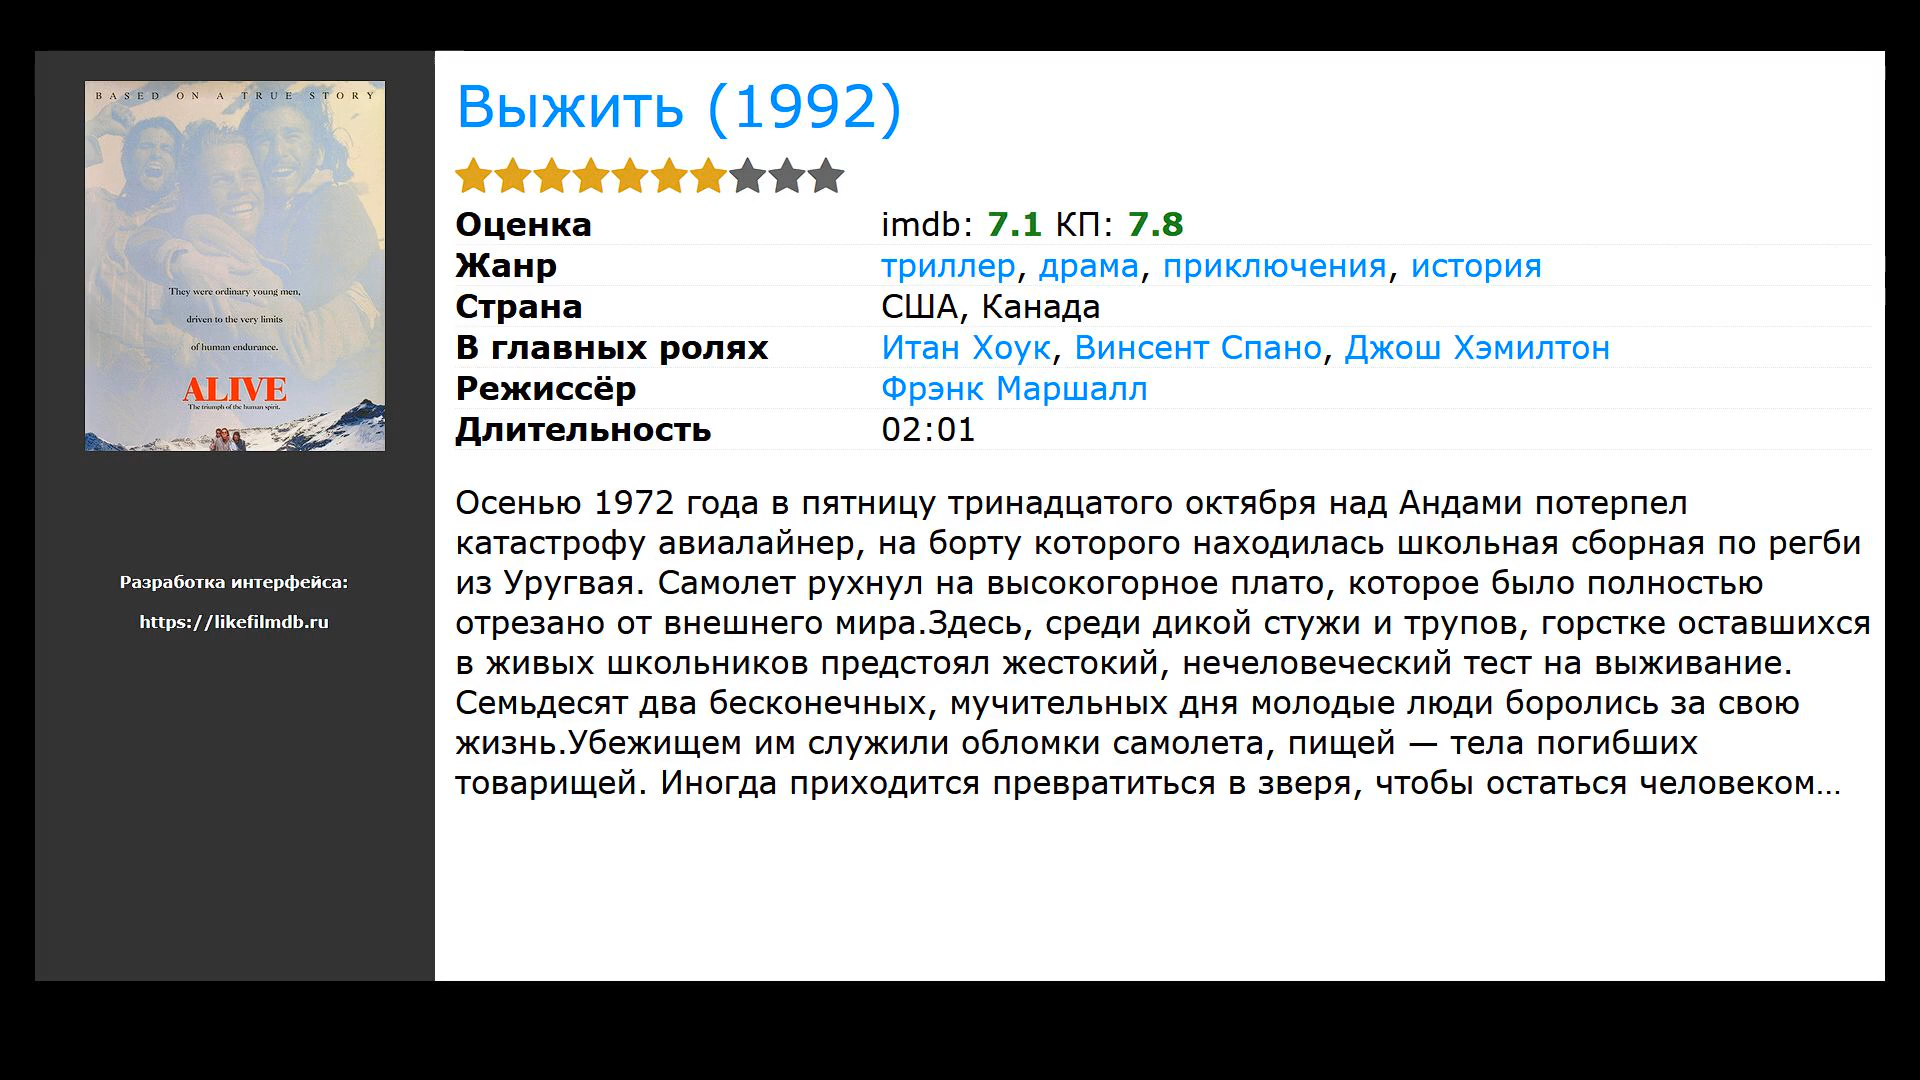 BASED ON A TRUE STORY
They were ordinary young men,
driven to the very limits
of human endurance.
ALIVE
The triumph of the human spirit.
Разработка интерфейса:
https://likefilmdb.ru
Выжить (1992)
Оценка imdb: 7.1 КП: 7.8
Жанр триллер, драма, приключения, история
Страна США, Канада
В главных ролях Итан Хоук, Винсент Спано, Джош Хэмилтон
Режиссёр Фрэнк Маршалл
Длительность 02:01
Осенью 1972 года в пятницу тринадцатого октября над Андами потерпел
катастрофу авиалайнер, на борту которого находилась школьная сборная по регби
из Уругвая. Самолет рухнул на высокогорное плато, которое было полностью
отрезано от внешнего мира.Здесь, среди дикой стужи и трупов, горстке оставшихся
в живых школьников предстоял жестокий, нечеловеческий тест на выживание.
Семьдесят два бесконечных, мучительных дня молодые люди боролись за свою
жизнь.Убежищем им служили обломки самолета, пищей — тела погибших
товарищей. Иногда приходится превратиться в зверя, чтобы остаться человеком…